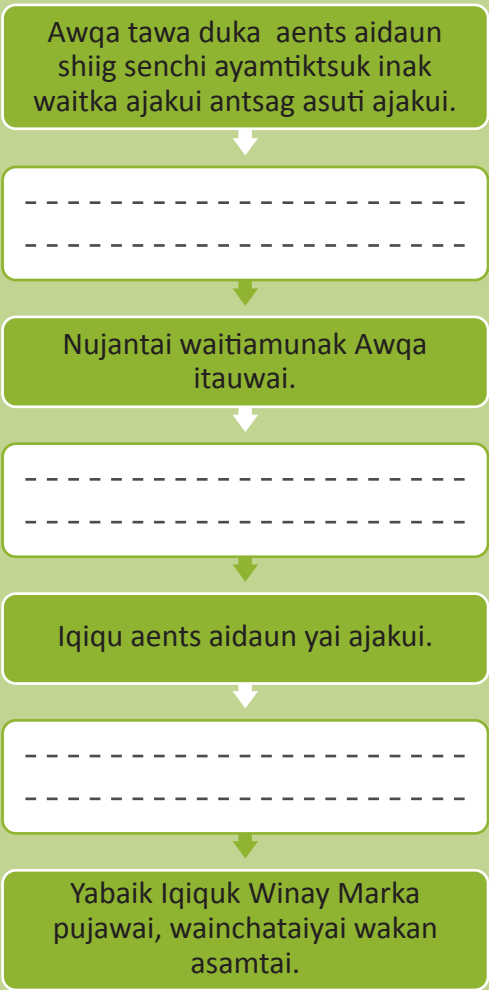 Awqa tawa duka aents aidaun
shiig senchi ayamtiktsuk inak
waitka ajakui antsag asuti ajakui.
Nujantai waitiamunak Awqa
itauwai.
Iqiqu aents aidaun yai ajakui.
Yabaik Iqiquk Winay Marka
pujawai, wainchataiyai wakan
asamtai.